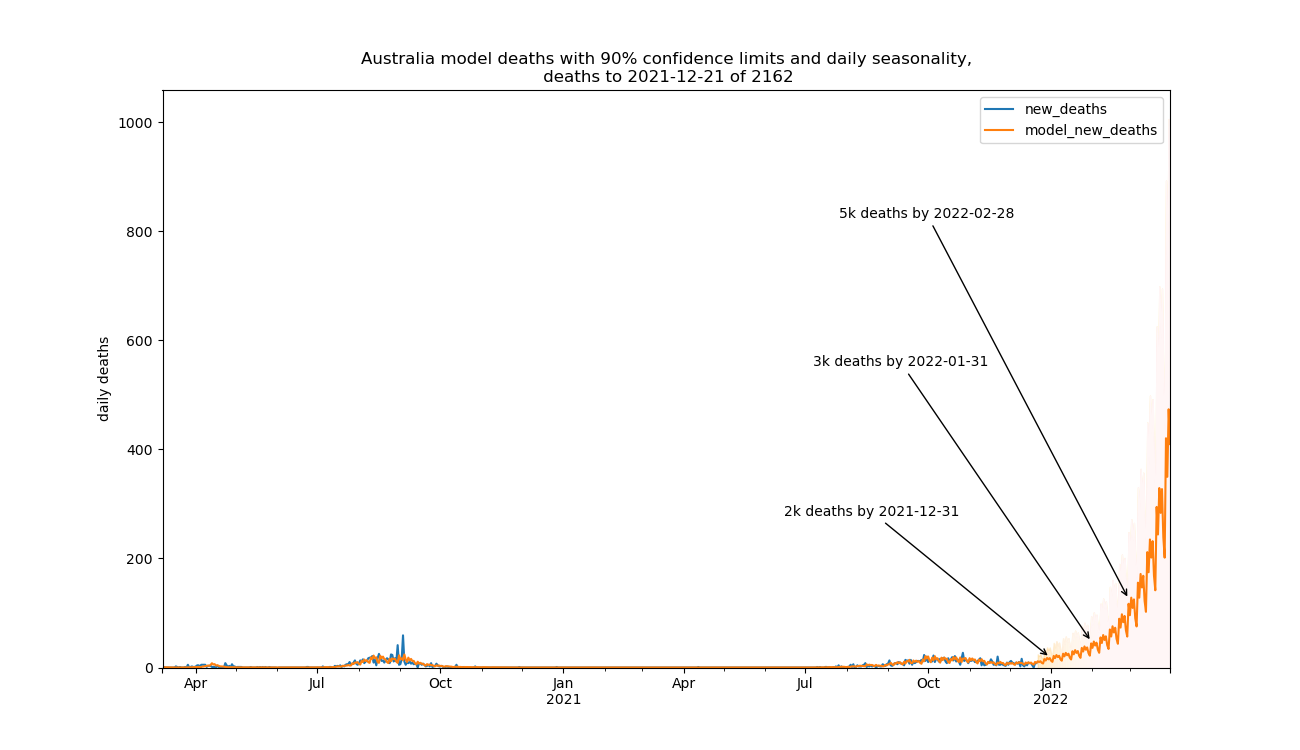 Australia model deaths with 90% confidence limits and daily seasonality,
deaths to 2021-12-21 of 2162
new_deaths
model_new_deaths
1000
800
600
400
200
0
daily deaths
5k deaths by 2022-02-28
3k deaths by 2022-01-31
2k deaths by 2021-12-31
Apr
Jul
Oct
Jan
2021
Apr
Jul
Oct
Jan
2022